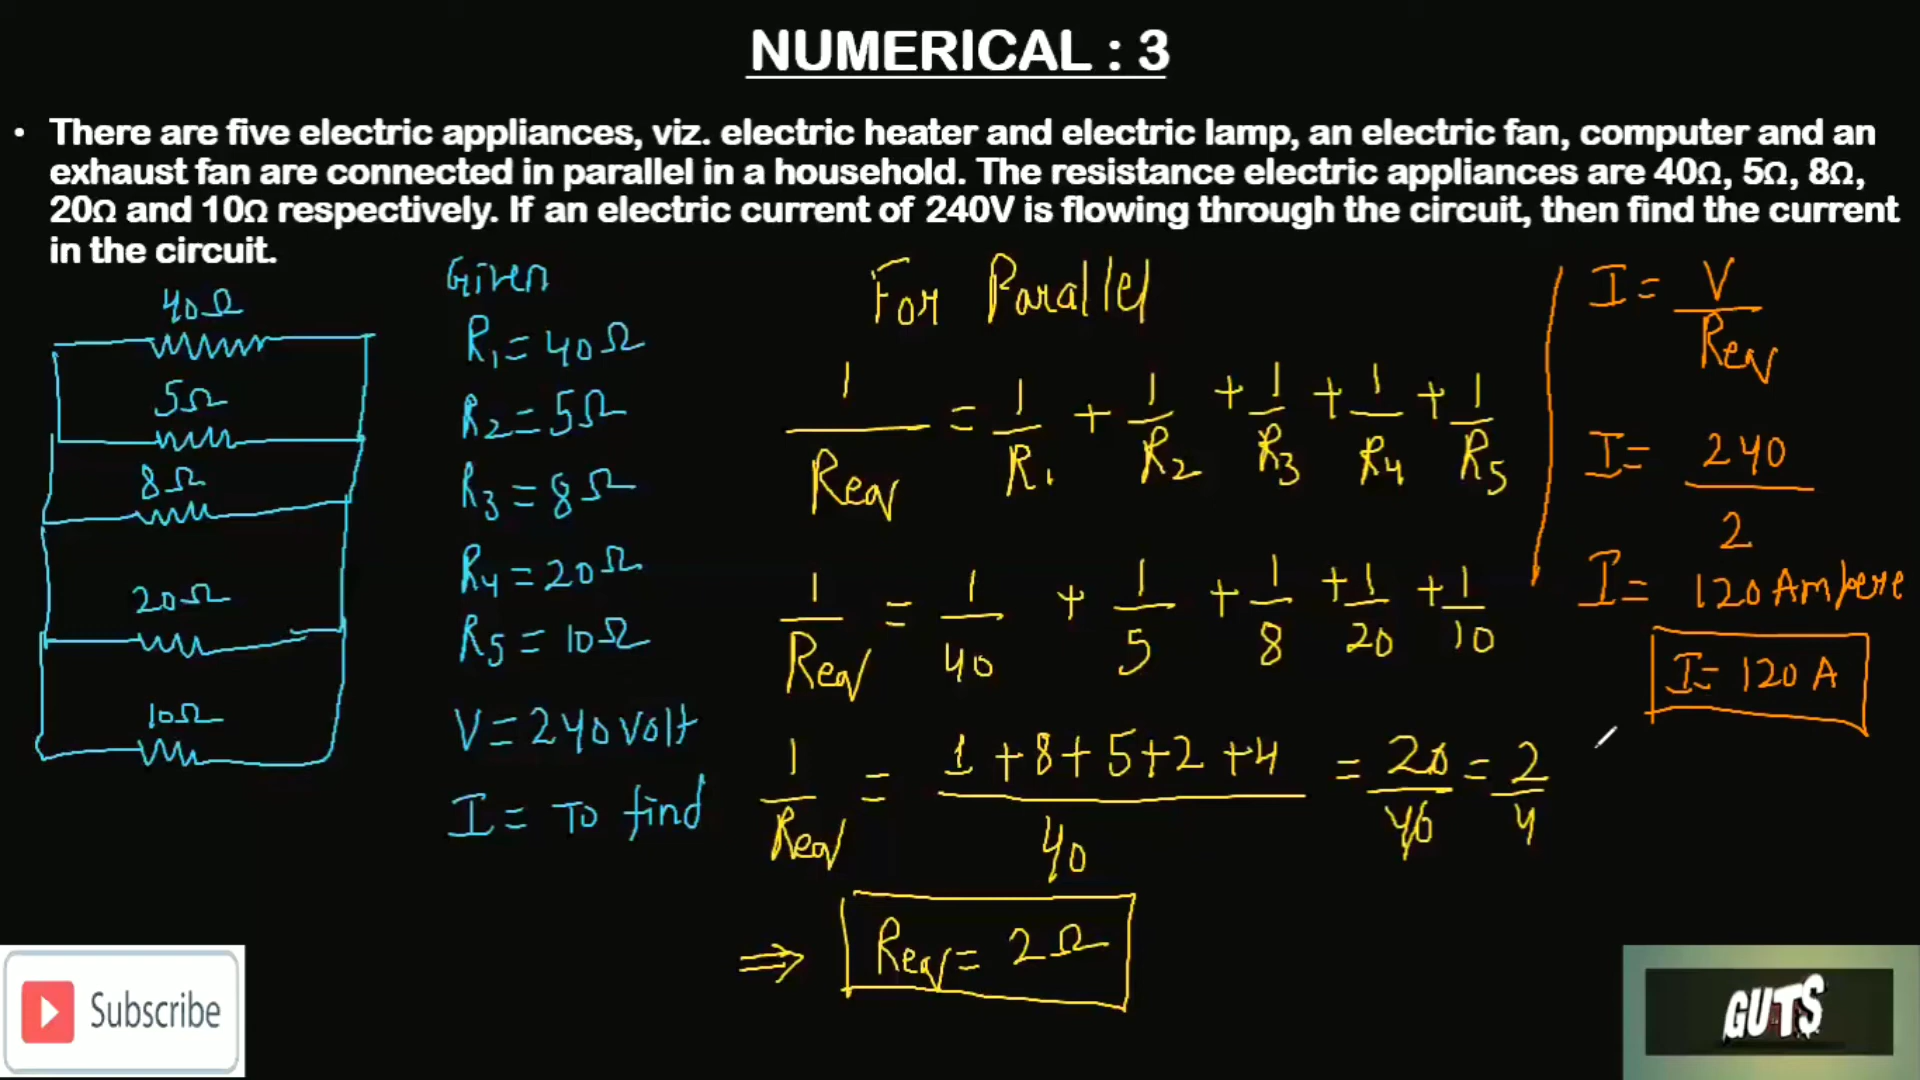 NUMERICAL : 3
• There are five electric appliances, viz. electric heater and electric lamp, an electric fan, computer and an
exhaust fan are connected in parallel in a household. The resistance electric appliances are 40Ω, 5Ω, 8Ω,
20Ω and 10Ω respectively. If an electric current of 240V is flowing through the circuit, then find the current
in the circuit.
40Ω
5Ω
8Ω
20Ω
10Ω
Given
R1 = 40Ω
R2 = 5Ω
R3 = 8Ω
R4 = 20Ω
R5 = 10Ω
V = 240 volt
I = To find
For Parallel
1/Req = 1/R1 + 1/R2 + 1/R3 + 1/R4 + 1/R5
1/Req = 1/40 + 1/5 + 1/8 + 1/20 + 1/10
1/Req = 1+8+5+2+4/40 = 20/40 = 2/4
⇒ Req = 2Ω
I = V/Req
I = 240/2
I = 120 Ampere
I = 120 A
Subscribe
GUTS